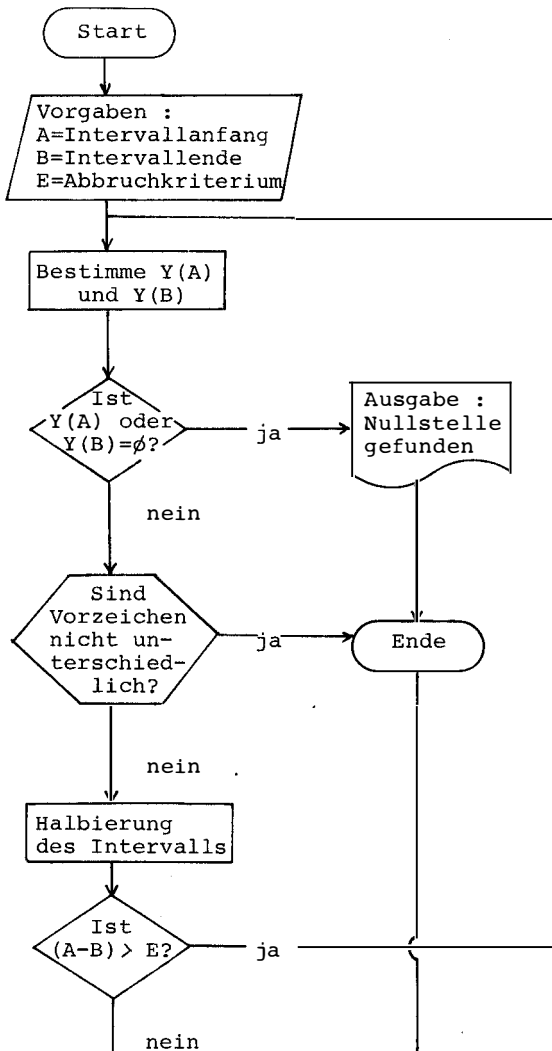 Start
Vorgaben :
A=Intervallanfang
B=Intervallende
E=Abbruchkriterium
Bestimme Y(A)
und Y(B)
Ist
Y(A) oder
Y(B)=ø?
ja
Ausgabe :
Nullstelle
gefunden
nein
Sind
Vorzeichen
nicht un-
terschied-
lich?
ja
Ende
nein
Halbierung
des Intervalls
Ist
(A-B) > E?
ja
nein